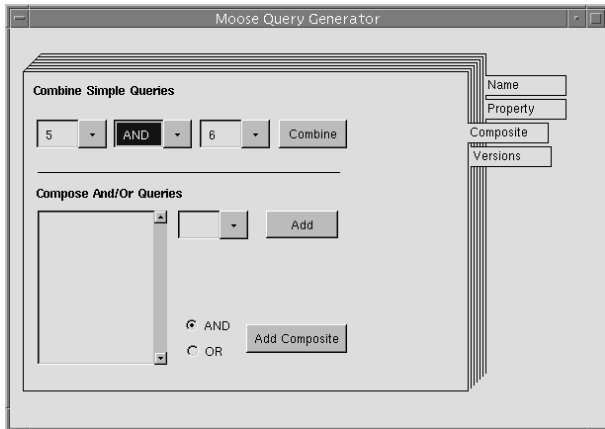 Moose Query Generator
Name
Combine Simple Queries
Property
5 AND 6 Combine
Composite
Versions
Compose And/Or Queries
Add
AND
OR
Add Composite